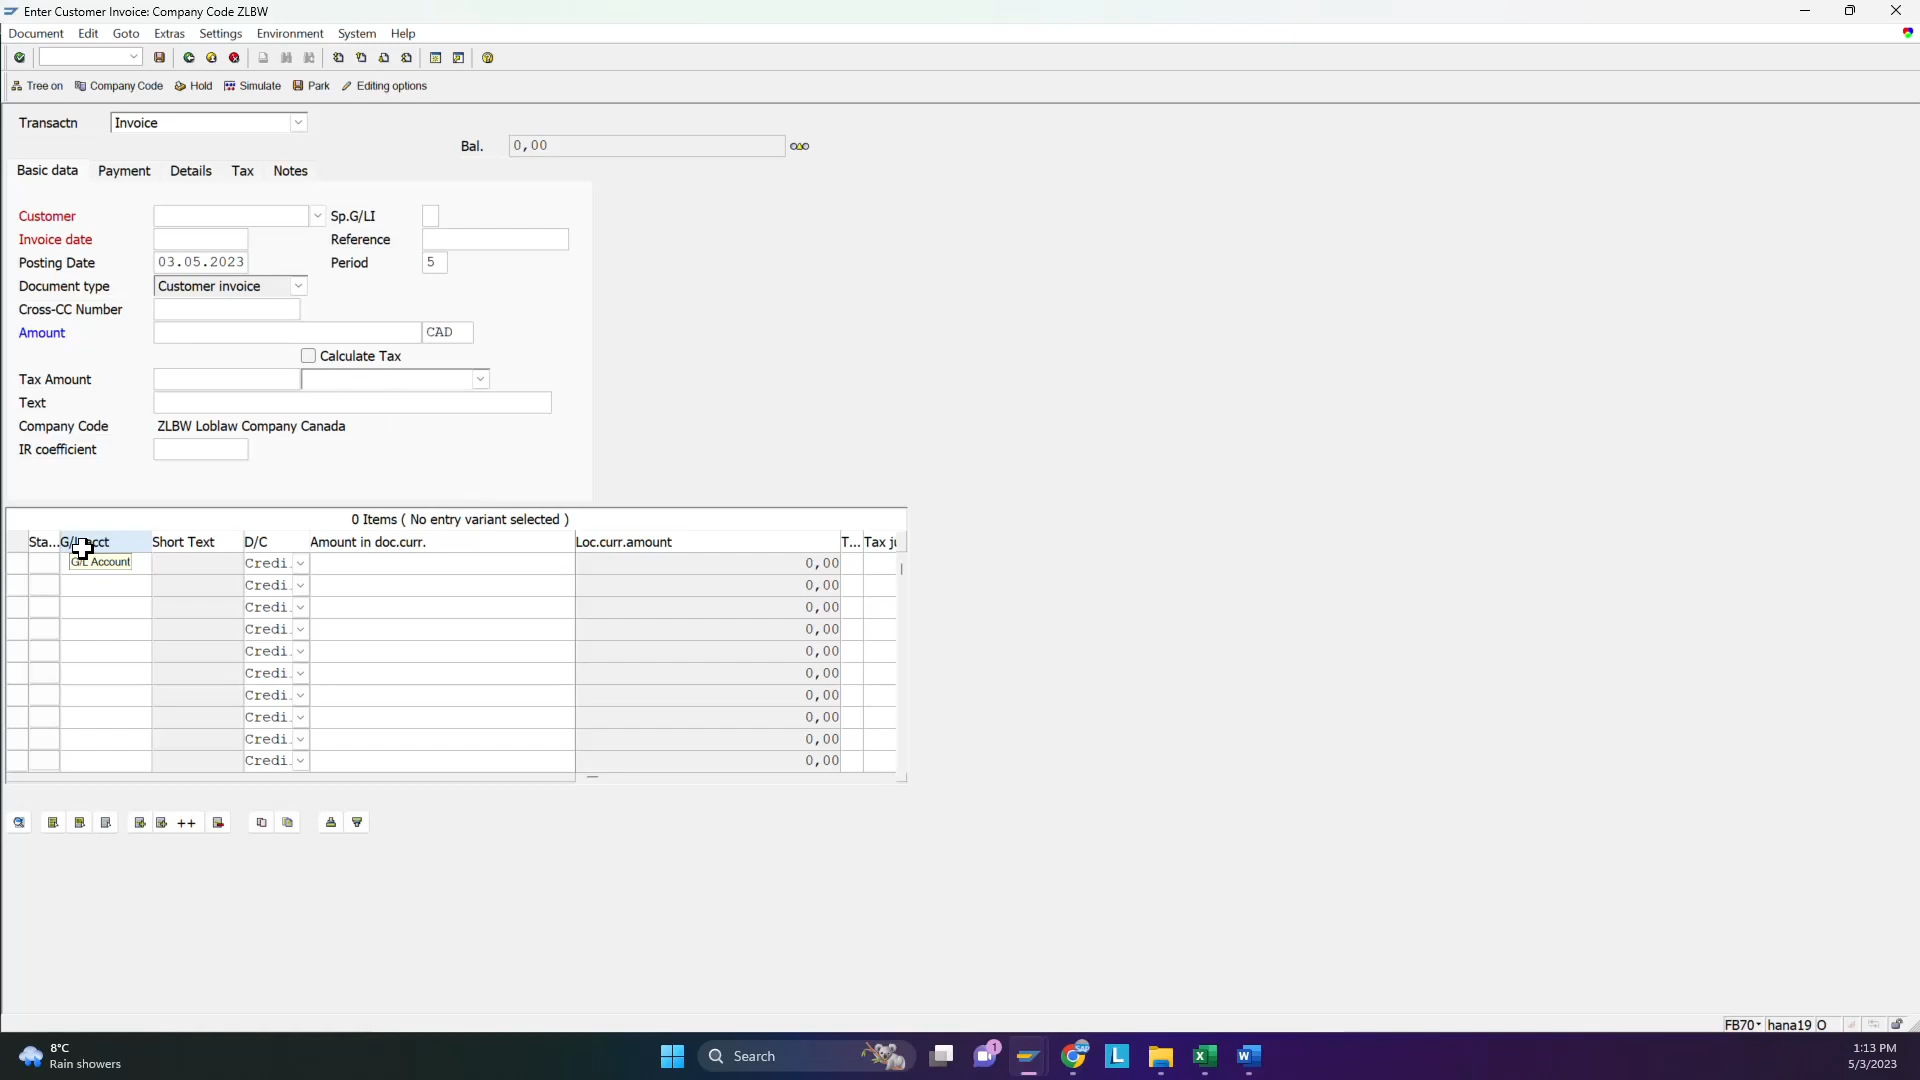 Enter Customer Invoice: Company Code ZLBW
Document Edit Goto Extras Settings Environment System Help
Tree on Company Code Hold Simulate Park Editing options
Transactn Invoice
Bal. 0,00
Basic data Payment Details Tax Notes
Customer Sp.G/LI
Invoice date Reference
Posting Date 03.05.2023 Period 5
Document type Customer invoice
Cross-CC Number
Amount CAD
Calculate Tax
Tax Amount
Text
Company Code ZLBW Loblaw Company Canada
IR coefficient
0 Items ( No entry variant selected )
Sta... G/L acct Short Text D/C Amount in doc.curr. Loc.curr.amount T... Tax ju
G/L Account
Credi. 0,00
Credi. 0,00
Credi. 0,00
Credi. 0,00
Credi. 0,00
Credi. 0,00
Credi. 0,00
Credi. 0,00
Credi. 0,00
Credi. 0,00
FB70 hana19 O
8°C
Rain showers
Search
1
SAP
L
X
W
1:13 PM
5/3/2023